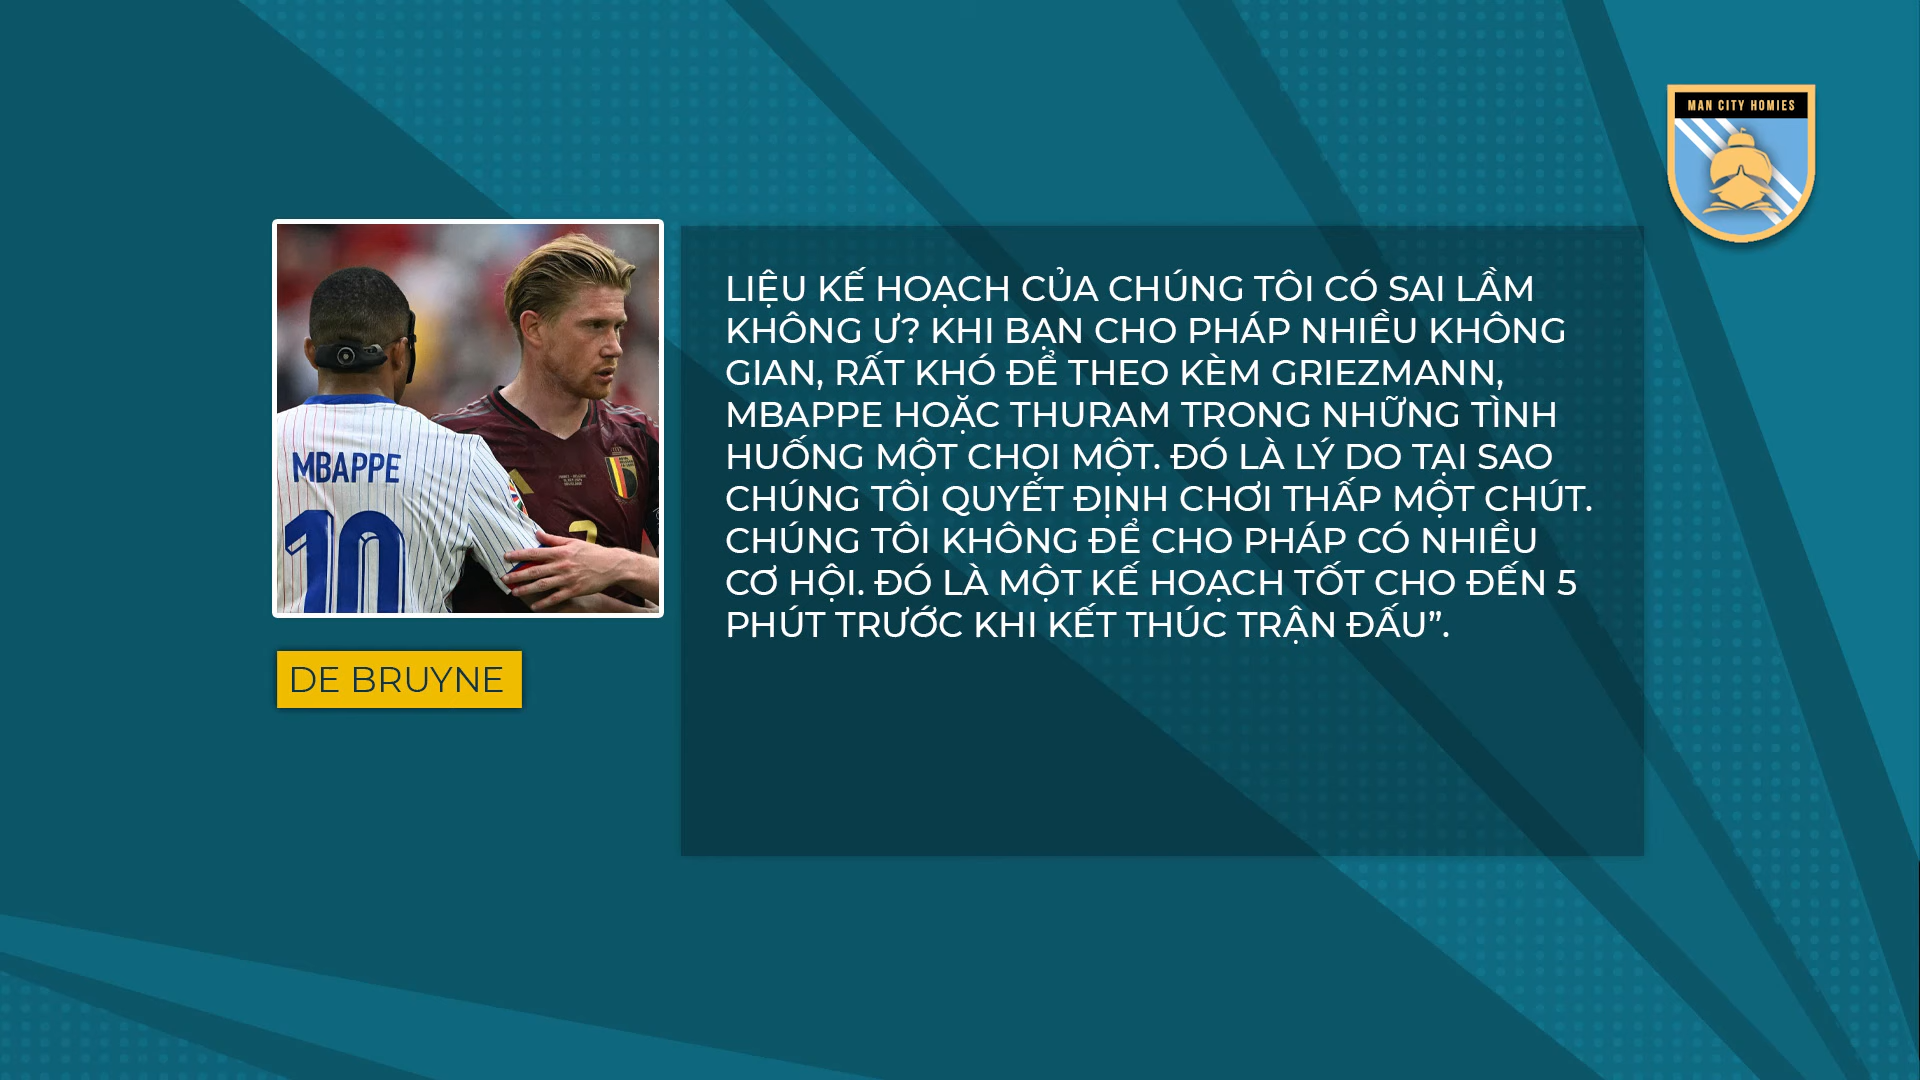 MAN CITY HOMIES
LIỆU KẾ HOẠCH CỦA CHÚNG TÔI CÓ SAI LẦM
KHÔNG Ư? KHI BẠN CHO PHÁP NHIỀU KHÔNG
GIAN, RẤT KHÓ ĐỂ THEO KÈM GRIEZMANN,
MBAPPE HOẶC THURAM TRONG NHỮNG TÌNH
HUỐNG MỘT CHỌI MỘT. ĐÓ LÀ LÝ DO TẠI SAO
CHÚNG TÔI QUYẾT ĐỊNH CHƠI THẤP MỘT CHÚT.
CHÚNG TÔI KHÔNG ĐỂ CHO PHÁP CÓ NHIỀU
CƠ HỘI. ĐÓ LÀ MỘT KẾ HOẠCH TỐT CHO ĐẾN 5
PHÚT TRƯỚC KHI KẾT THÚC TRẬN ĐẤU”.
MBAPPE
10
7
DE BRUYNE